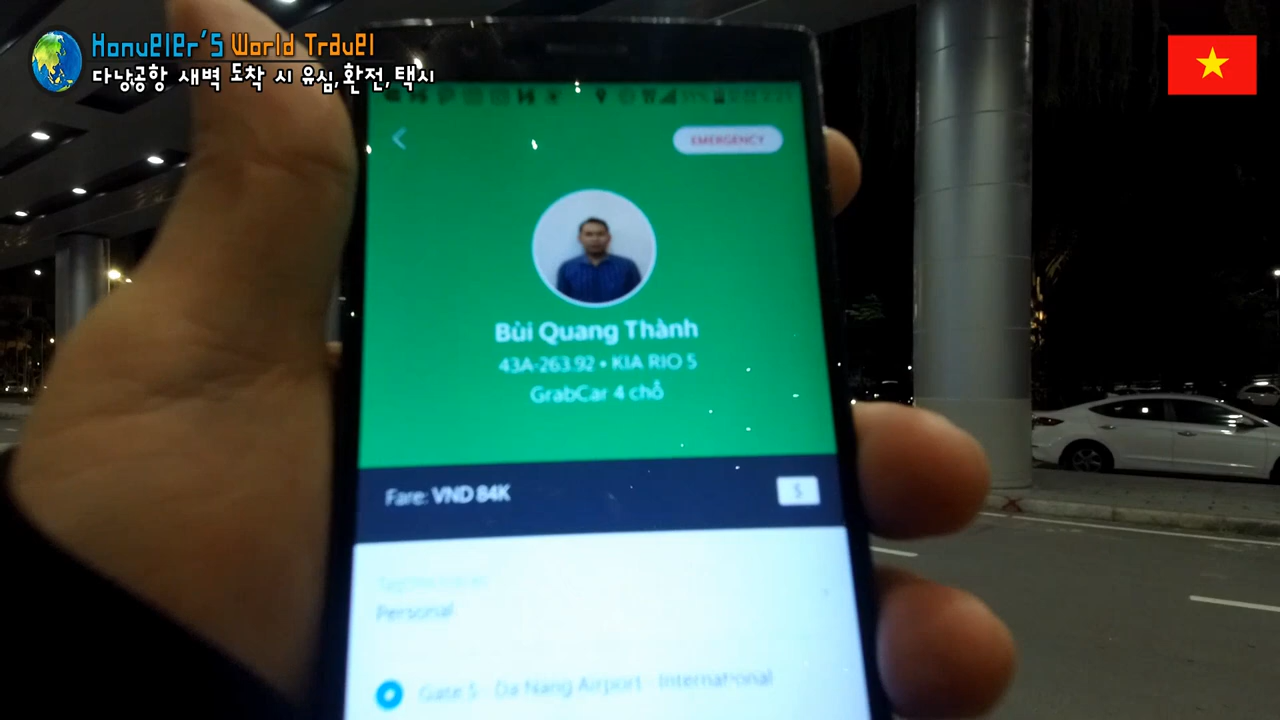 Hanveler's World Travel
다낭공항 새벽 도착 시 유심,환전,택시
EMERGENCY
Bùi Quang Thành
43A-263.92 • KIA RIO 5
GrabCar 4 chỗ
Fare: VND 84K
Personal
Gate 5 - Da Nang Airport - International